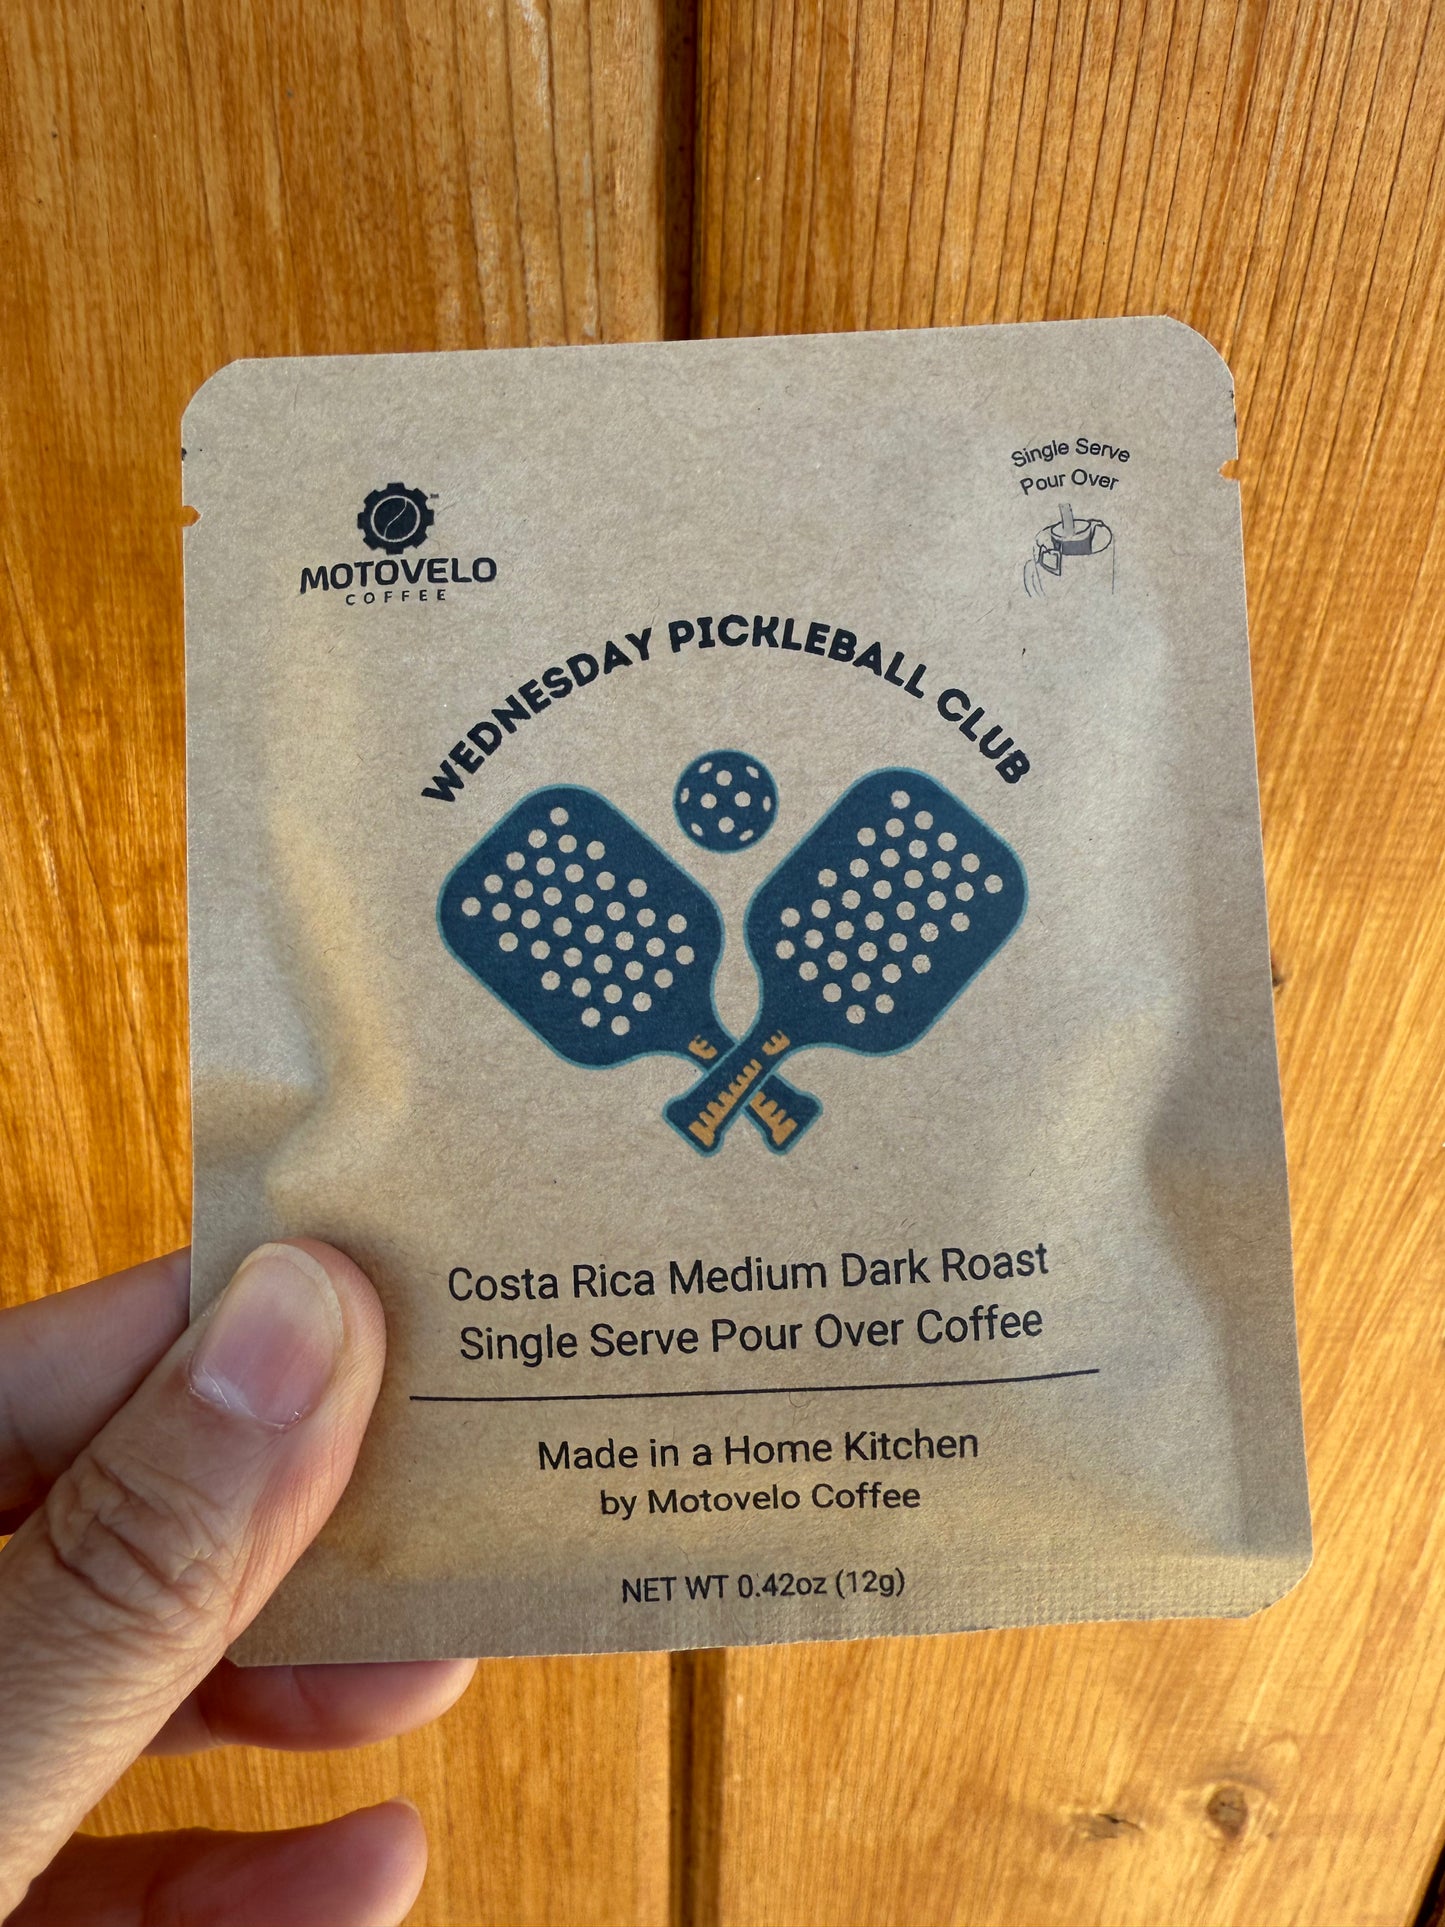 Single Serve
Pour Over
MOTOVELO
COFFEE
WEDNESDAY PICKLEBALL CLUB
Costa Rica Medium Dark Roast
Single Serve Pour Over Coffee
Made in a Home Kitchen
by Motovelo Coffee
NET WT 0.42oz (12g)